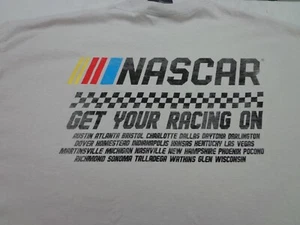 NASCAR
GET YOUR RACING ON
AUSTIN ATLANTA BRISTOL CHARLOTTE DALLAS DAYTONA DARLINGTON
DOVER HOMESTEAD INDIANAPOLIS KANSAS KENTUCKY LAS VEGAS
MARTINSVILLE MICHIGAN NASHVILLE NEW HAMPSHIRE PHOENIX POCONO
RICHMOND SONOMA TALLADEGA WATKINS GLEN WISCONSIN